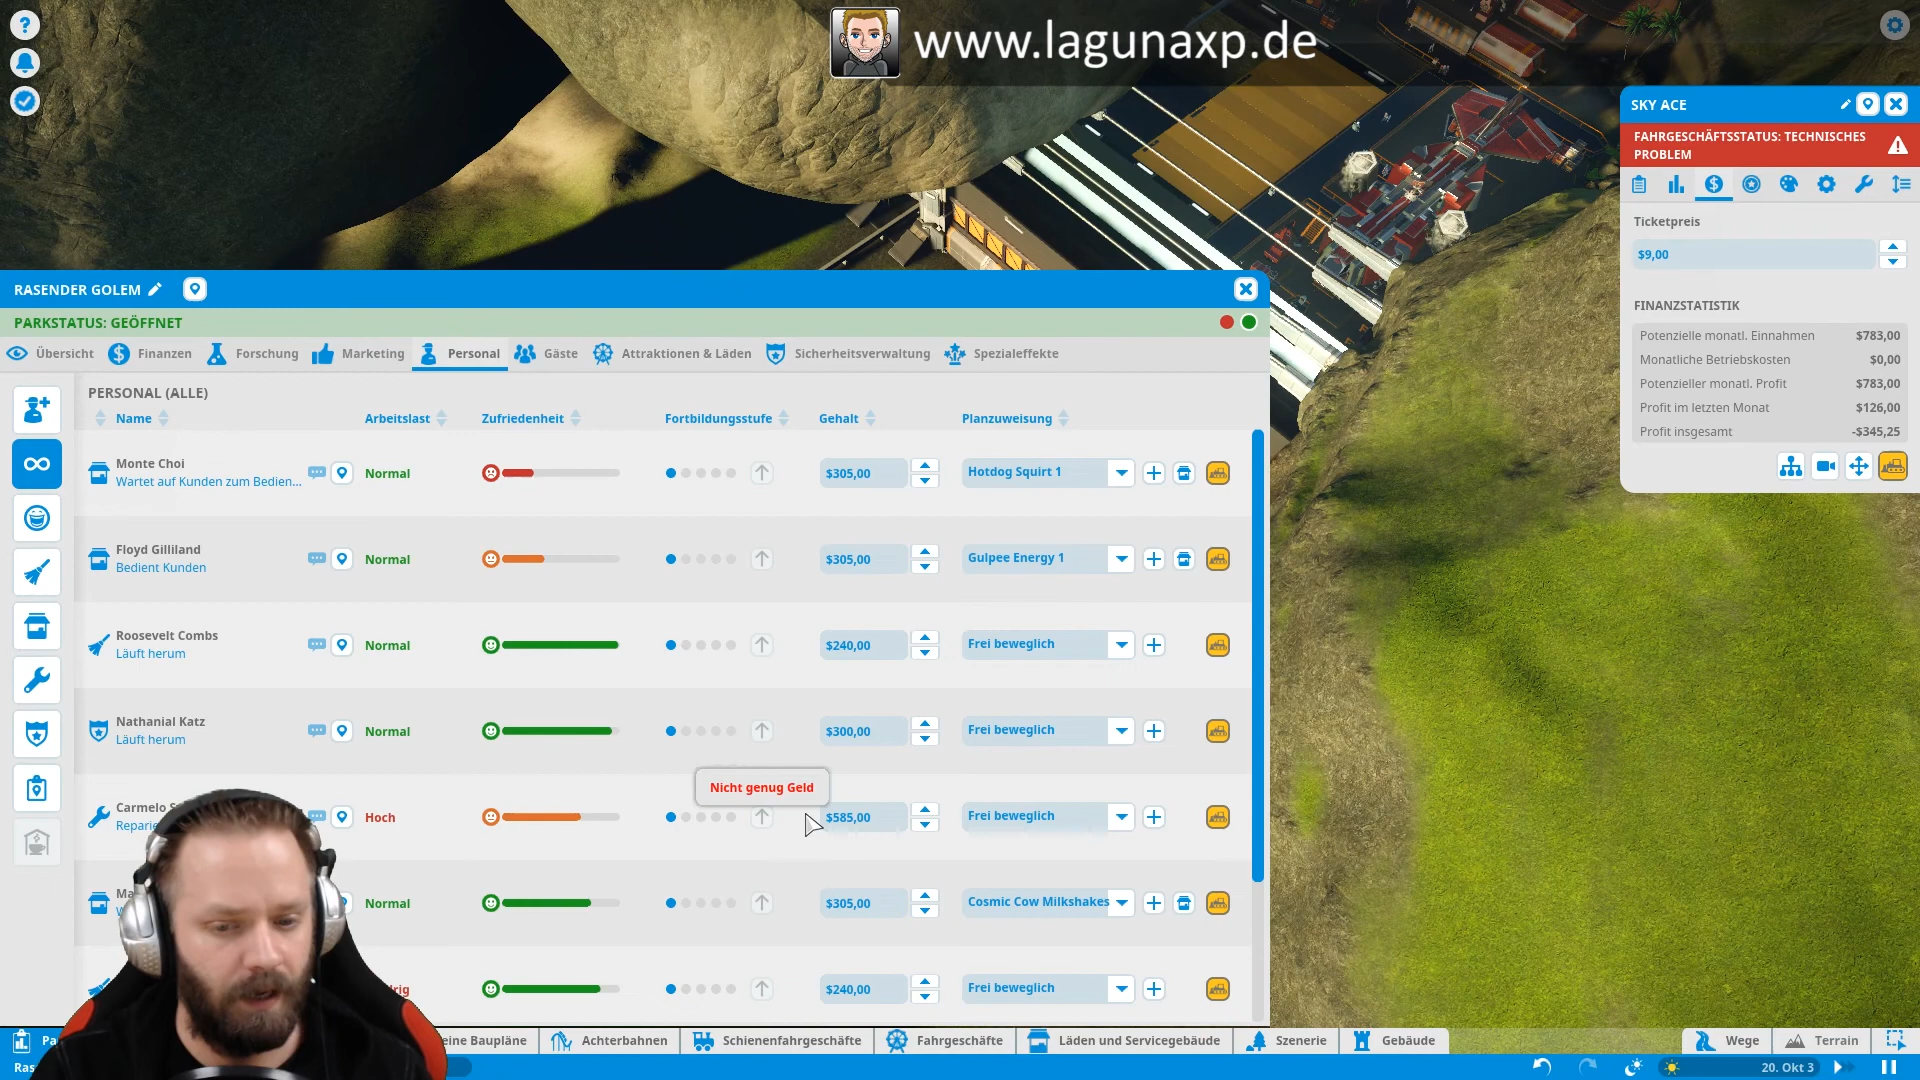 www.lagunaxp.de
SKY ACE
FAHRGESCHÄFTSSTATUS: TECHNISCHES
PROBLEM
Ticketpreis
$9,00
FINANZSTATISTIK
Potenzielle monatl. Einnahmen $783,00
Monatliche Betriebskosten $0,00
Potenzieller monatl. Profit $783,00
Profit im letzten Monat $126,00
Profit insgesamt -$345,25
RASENDER GOLEM
PARKSTATUS: GEÖFFNET
Übersicht Finanzen Forschung Marketing Personal Gäste Attraktionen & Läden Sicherheitsverwaltung Spezialeffekte
PERSONAL (ALLE)
Name Arbeitslast Zufriedenheit Fortbildungsstufe Gehalt Planzuweisung
Monte Choi
Wartet auf Kunden zum Bedien... Normal $305,00 Hotdog Squirt 1
Floyd Gilliland
Bedient Kunden Normal $305,00 Gulpee Energy 1
Roosevelt Combs
Läuft herum Normal $240,00 Frei beweglich
Nathanial Katz
Läuft herum Normal $300,00 Frei beweglich
Nicht genug Geld
Carmelo
Hoch $585,00 Frei beweglich
Normal $305,00 Cosmic Cow Milkshakes
$240,00 Frei beweglich
Baupläne Achterbahnen Schienenfahrgeschäfte Fahrgeschäfte Läden und Servicegebäude Szenerie Gebäude Wege Terrain
20. Okt 3